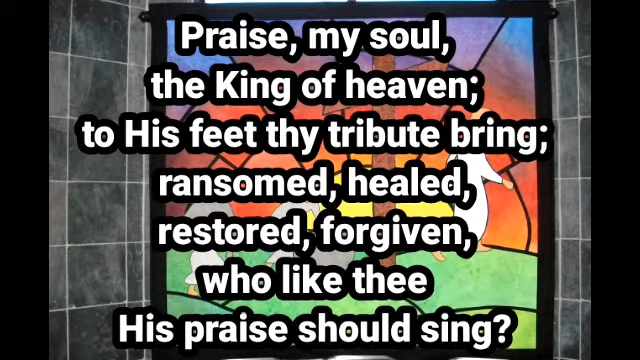 Praise, my soul,
the King of heaven;
to His feet thy tribute bring;
ransomed, healed,
restored, forgiven,
who like thee
His praise should sing?